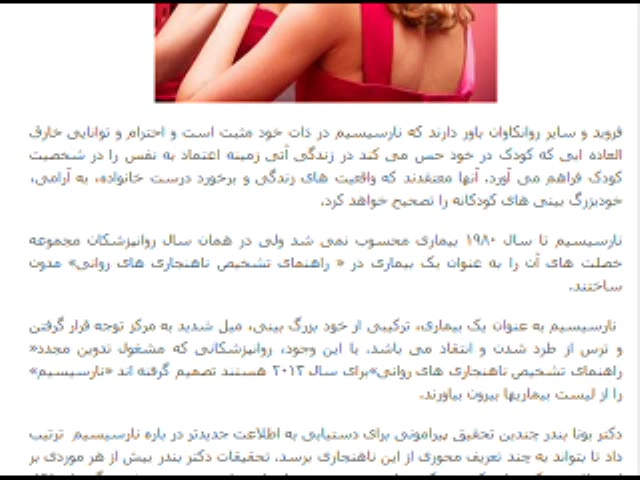 فروید و سایر روانکاوان باور دارند که نارسیسیم در ذات خود مثبت است و احترام و توانایی خارق
العاده ایی که کودک در خود حس می کند در زندگی آتی زمینه اعتماد به نفس را در شخصیت
کودک فراهم می آورد. آنها معتقدند که واقعیت های زندگی و برخورد درست خانواده، به آرامی،
خودبزرگ بینی های کودکانه را تصحیح خواهد کرد.
نارسیسیم تا سال ۱۹۸۰ بیماری محسوب نمی شد ولی در همان سال روانپزشکان مجموعه
خصلت های آن را به عنوان یک بیماری در « راهنمای تشخیص ناهنجاری های روانی» مدون
ساختند.
نارسیسیم به عنوان یک بیماری، ترکیبی از خود بزرگ بینی، میل شدید به مرکز توجه قرار گرفتن
و ترس از طرد شدن و انتقاد می باشد. با این وجود، روانپزشکانی که مشغول تدوین مجدد«
راهنمای تشخیص ناهنجاری های روانی»برای سال ۲۰۱۳ هستند تصمیم گرفته اند «نارسیسیم»
را از لیست بیماریها بیرون بیاورند.
دکتر یوتا بندر چندین تحقیق پیرامونی برای دستیابی به اطلاعت جدیدتر در باره نارسیسیم ترتیب
داد تا بتواند به چند تعریف محوری از این ناهنجاری برسد. تحقیقات دکتر بندر بیش از هر موردی بر